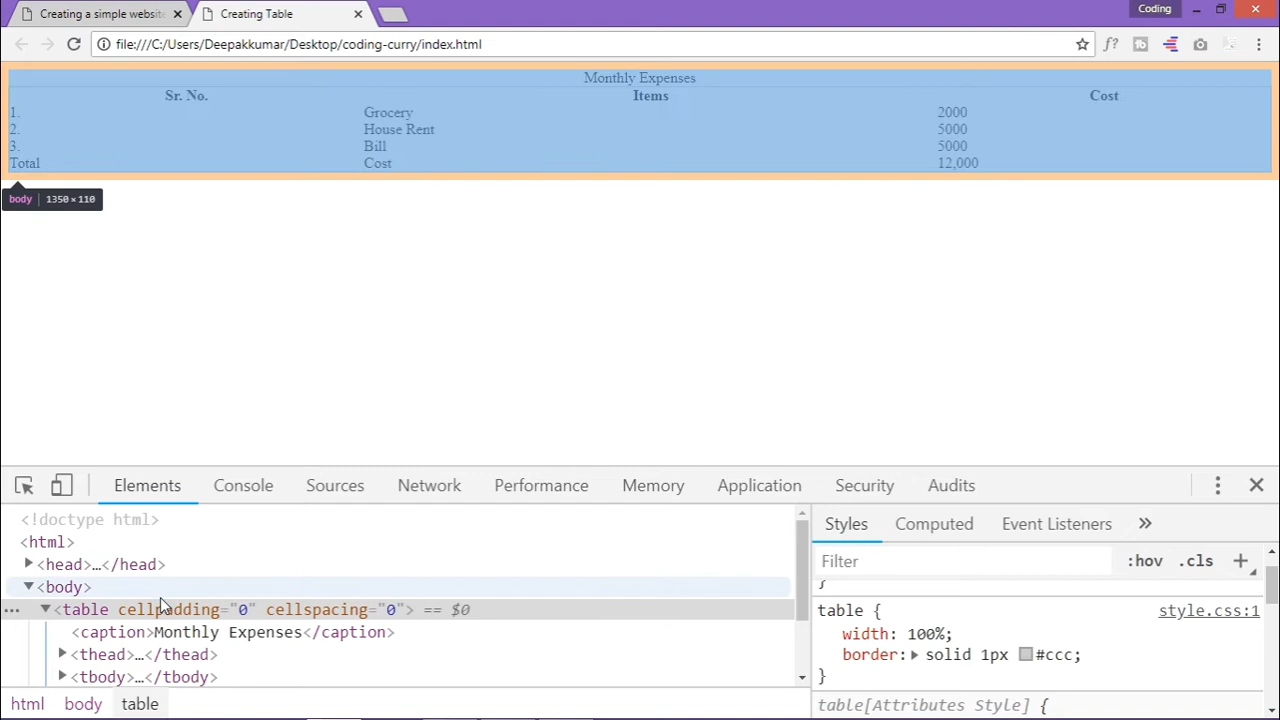 Creating a simple website
Creating Table
Coding
file:///C:/Users/Deepakkumar/Desktop/coding-curry/index.html
f?
Monthly Expenses
Sr. No. Items Cost
1. Grocery 2000
2. House Rent 5000
3. Bill 5000
Total Cost 12,000
body 1350 × 110
Elements Console Sources Network Performance Memory Application Security Audits
<!doctype html>
<html>
<head>…</head>
<body>
<table cellpadding="0" cellspacing="0"> == $0
<caption>Monthly Expenses</caption>
<thead>…</thead>
<tbody>…</tbody>
html body table
Styles Computed Event Listeners »
Filter :hov .cls +
}
table { style.css:1
width: 100%;
border: solid 1px #ccc;
}
table[Attributes Style] {